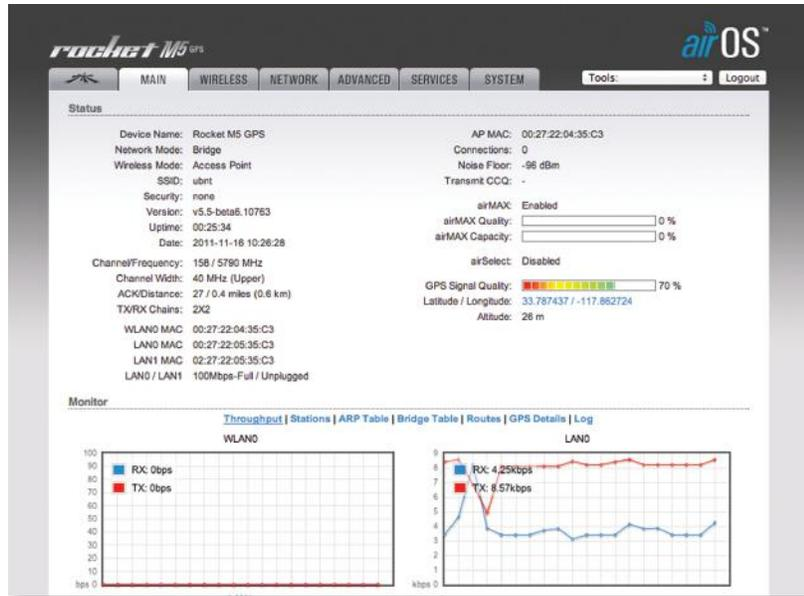 rocket M5 GPS
airOS™
MAIN WIRELESS NETWORK ADVANCED SERVICES SYSTEM Tools: Logout
Status
Device Name: Rocket M5 GPS
Network Mode: Bridge
Wireless Mode: Access Point
SSID: ubnt
Security: none
Version: v5.5-beta6.10763
Uptime: 00:25:34
Date: 2011-11-16 10:26:28
Channel/Frequency: 158 / 5790 MHz
Channel Width: 40 MHz (Upper)
ACK/Distance: 27 / 0.4 miles (0.6 km)
TX/RX Chains: 2X2
WLAN0 MAC 00:27:22:04:35:C3
LAN0 MAC 00:27:22:05:35:C3
LAN1 MAC 02:27:22:05:35:C3
LAN0 / LAN1 100Mbps-Full / Unplugged
AP MAC: 00:27:22:04:35:C3
Connections: 0
Noise Floor: -96 dBm
Transmit CCQ: -
airMAX: Enabled
airMAX Quality: 0 %
airMAX Capacity: 0 %
airSelect: Disabled
GPS Signal Quality: 70 %
Latitude / Longitude: 33.787437 / -117.862724
Altitude: 26 m
Monitor
Throughput | Stations | ARP Table | Bridge Table | Routes | GPS Details | Log
WLAN0
100
90
80
70
60
50
40
30
20
10
bps 0
RX: 0bps
TX: 0bps
LAN0
9
8
7
6
5
4
3
2
1
kbps 0
RX: 4.25kbps
TX: 8.57kbps